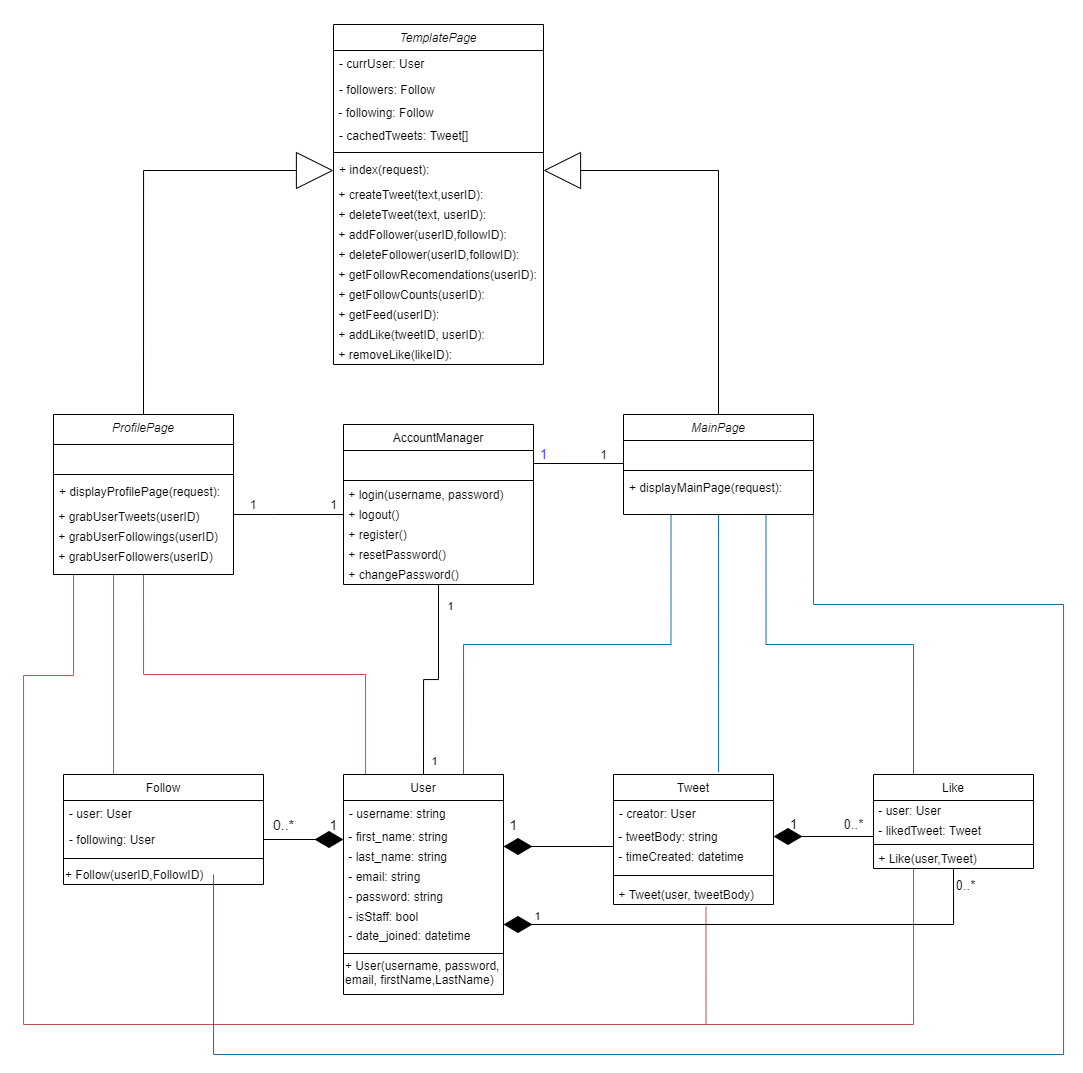 TemplatePage
- currUser: User
- followers: Follow
- following: Follow
- cachedTweets: Tweet[]
+ index(request):
+ createTweet(text,userID):
+ deleteTweet(text, userID):
+ addFollower(userID,followID):
+ deleteFollower(userID,followID):
+ getFollowRecomendations(userID):
+ getFollowCounts(userID):
+ getFeed(userID):
+ addLike(tweetID, userID):
+ removeLike(likeID):
ProfilePage
+ displayProfilePage(request):
+ grabUserTweets(userID)
+ grabUserFollowings(userID)
+ grabUserFollowers(userID)
1
1
AccountManager
+ login(username, password)
+ logout()
+ register()
+ resetPassword()
+ changePassword()
1
1
MainPage
+ displayMainPage(request):
1
1
Follow
- user: User
- following: User
+ Follow(userID,FollowID)
0..*
1
User
- username: string
- first_name: string
- last_name: string
- email: string
- password: string
- isStaff: bool
- date_joined: datetime
+ User(username, password,
email, firstName,LastName)
1
1
Tweet
- creator: User
- tweetBody: string
- timeCreated: datetime
+ Tweet(user, tweetBody)
1
0..*
Like
- user: User
- likedTweet: Tweet
+ Like(user,Tweet)
0..*